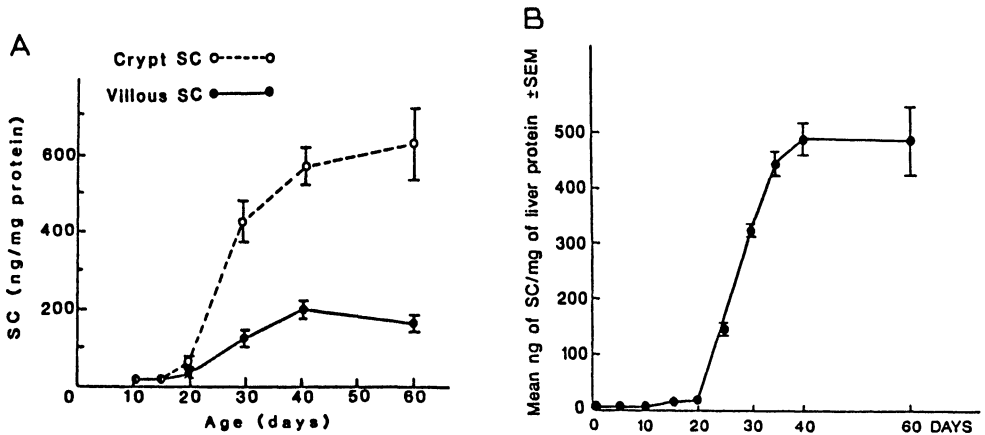 A
Crypt SC
Villous SC
SC (ng/mg protein)
600
400
200
0
10
20
30
40
50
60
Age (days)
B
Mean ng of SC/mg of liver protein ±SEM
500
400
300
200
100
0
0
10
20
30
40
60 DAYS